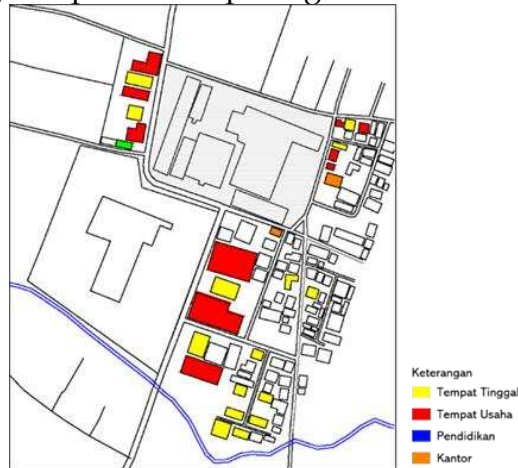 Keterangan
Tempat Tinggal
Tempat Usaha
Pendidikan
Kantor